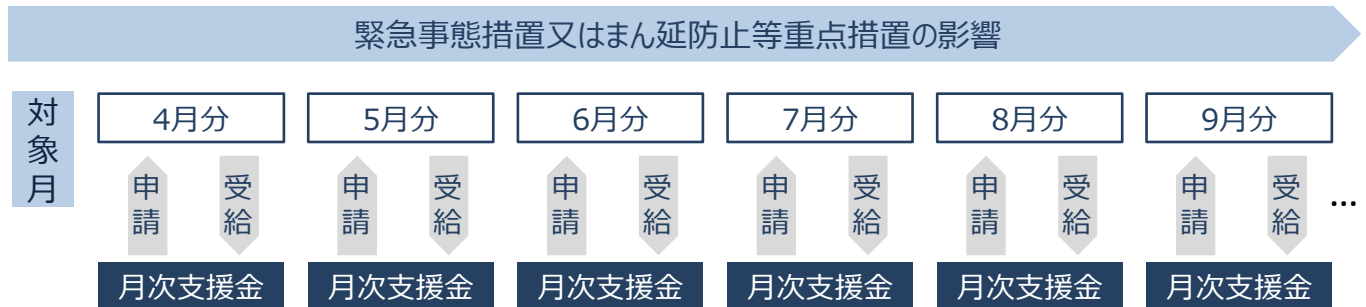 緊急事態措置又はまん延防止等重点措置の影響
対象月
4月分 5月分 6月分 7月分 8月分 9月分
申請 受給 申請 受給 申請 受給 申請 受給 申請 受給 申請 受給 …
月次支援金 月次支援金 月次支援金 月次支援金 月次支援金 月次支援金